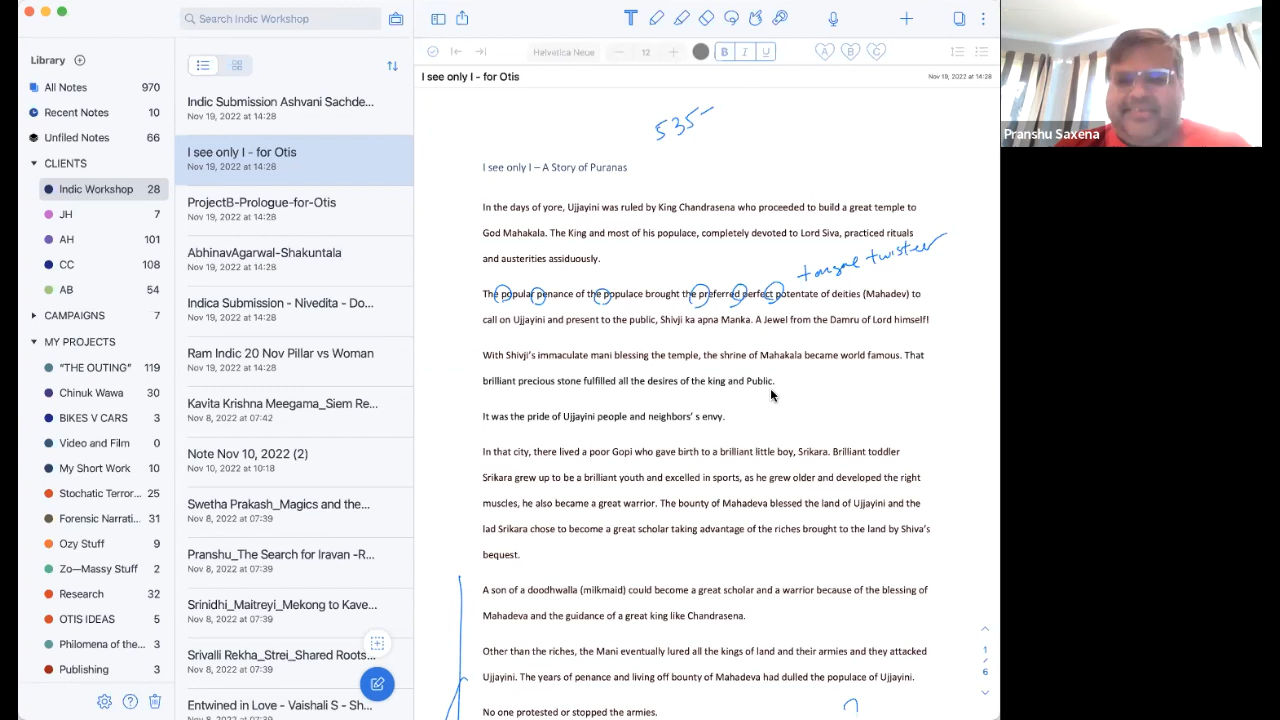 Search Indic Workshop
Library
All Notes 970
Recent Notes 10
Unfiled Notes 66
CLIENTS
Indic Workshop 28
JH 7
AH 101
CC 108
AB 54
CAMPAIGNS 7
MY PROJECTS
"THE OUTING" 119
Chinuk Wawa 30
BIKES V CARS 3
Video and Film 0
My Short Work 10
Stochatic Terror... 25
Forensic Narrati... 31
Ozy Stuff 9
Zo—Massy Stuff 2
Research 32
OTIS IDEAS 5
Philomena of the... 3
Publishing 3
Indic Submission Ashvani Sachde...
Nov 19, 2022 at 14:28
I see only I - for Otis
Nov 19, 2022 at 14:28
ProjectB-Prologue-for-Otis
Nov 19, 2022 at 14:28
AbhinavAgarwal-Shakuntala
Nov 19, 2022 at 14:28
Indica Submission - Nivedita - Do...
Nov 19, 2022 at 14:28
Ram Indic 20 Nov Pillar vs Woman
Nov 19, 2022 at 14:28
Kavita Krishna Meegama_Siem Re...
Nov 8, 2022 at 07:42
Note Nov 10, 2022 (2)
Nov 10, 2022 at 10:18
Swetha Prakash_Magics and the...
Nov 8, 2022 at 07:39
Pranshu_The Search for Iravan -R...
Nov 8, 2022 at 07:39
Srinidhi_Maitreyi_Mekong to Kave...
Nov 8, 2022 at 07:39
Srivalli Rekha_Strei_Shared Roots...
Nov 8, 2022 at 07:39
Entwined in Love - Vaishali S - Sh...
Helvetica Neue 12
B I U
A B C
I see only I - for Otis
Nov 19, 2022 at 14:28
535
I see only I – A Story of Puranas
In the days of yore, Ujjayini was ruled by King Chandrasena who proceeded to build a great temple to
God Mahakala. The King and most of his populace, completely devoted to Lord Siva, practiced rituals
and austerities assiduously.
tongue twister
The popular penance of the populace brought the preferred perfect potentate of deities (Mahadev) to
call on Ujjayini and present to the public, Shivji ka apna Manka. A Jewel from the Damru of Lord himself!
With Shivji's immaculate mani blessing the temple, the shrine of Mahakala became world famous. That
brilliant precious stone fulfilled all the desires of the king and Public.
It was the pride of Ujjayini people and neighbors' s envy.
In that city, there lived a poor Gopi who gave birth to a brilliant little boy, Srikara. Brilliant toddler
Srikara grew up to be a brilliant youth and excelled in sports, as he grew older and developed the right
muscles, he also became a great warrior. The bounty of Mahadeva blessed the land of Ujjayini and the
lad Srikara chose to become a great scholar taking advantage of the riches brought to the land by Shiva's
bequest.
A son of a doodhwalla (milkmaid) could become a great scholar and a warrior because of the blessing of
Mahadeva and the guidance of a great king like Chandrasena.
Other than the riches, the Mani eventually lured all the kings of land and their armies and they attacked
Ujjayini. The years of penance and living off bounty of Mahadeva had dulled the populace of Ujjayini.
No one protested or stopped the armies.
1
/
6
Pranshu Saxena